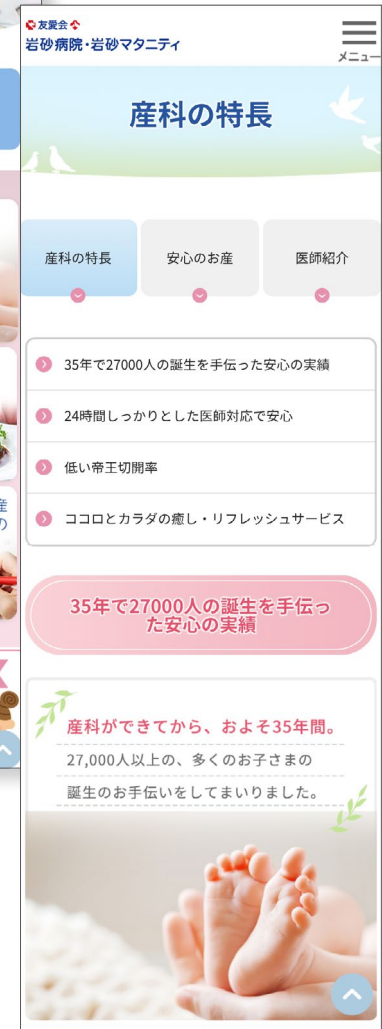 友愛会
岩砂病院・岩砂マタニティ
メニュー
産科の特長
産科の特長
安心のお産
医師紹介
35年で27000人の誕生を手伝った安心の実績
24時間しっかりとした医師対応で安心
低い帝王切開率
ココロとカラダの癒し・リフレッシュサービス
産
の
35年で27000人の誕生を手伝っ
た安心の実績
産科ができてから、およそ35年間。
27,000人以上の、多くのお子さまの
誕生のお手伝いをしてまいりました。